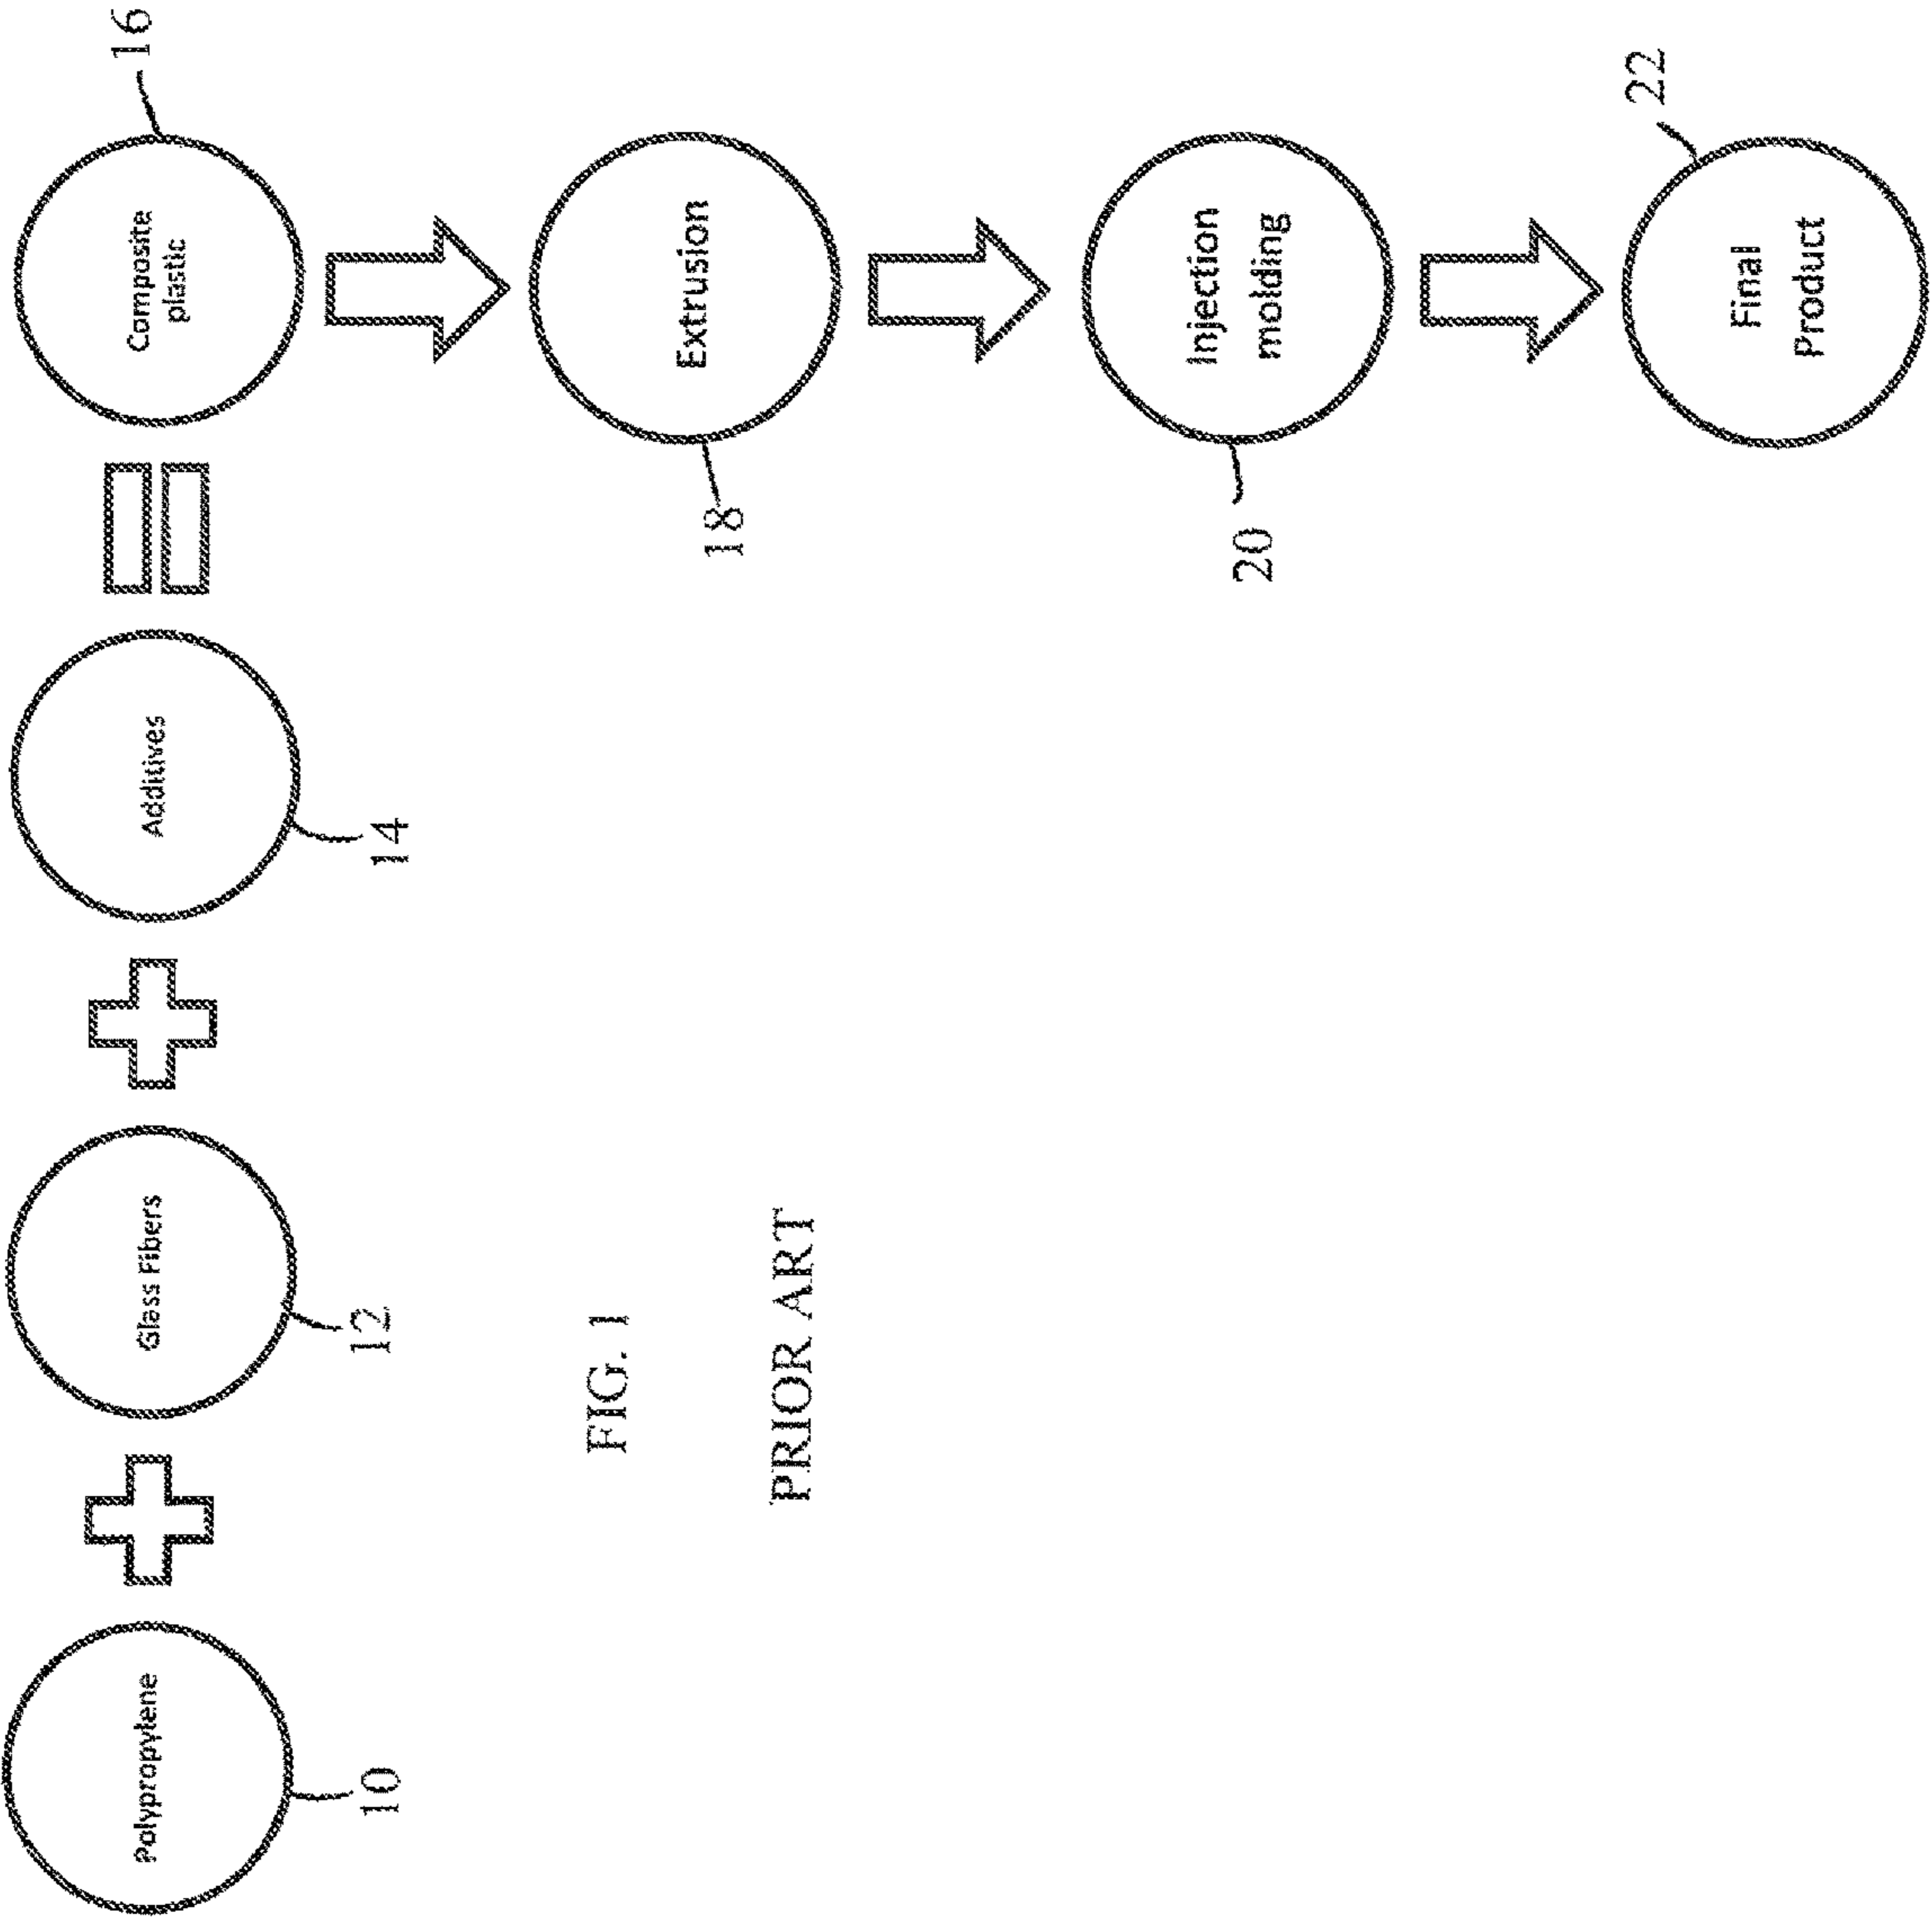 Polypropylene
10
Glass Fibers
12
Additives
14
Composite
plastic
16
Extrusion
18
Injection
molding
20
Final
Product
22
FIG. 1
PRIOR ART